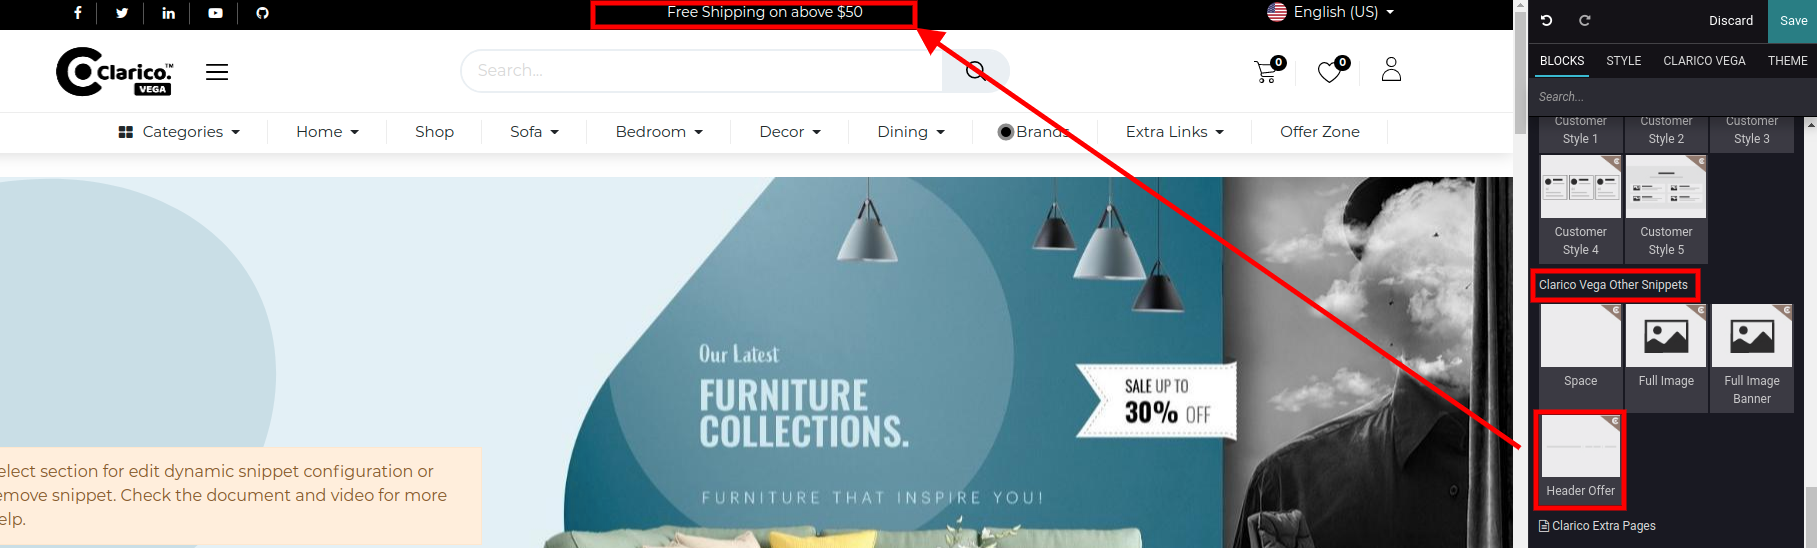 Free Shipping on above $50
English (US)
Discard
Save
Clarico.™
VEGA
Search...
0
0
BLOCKS
STYLE
CLARICO VEGA
THEME
Search...
Categories
Home
Shop
Sofa
Bedroom
Decor
Dining
Brands
Extra Links
Offer Zone
Customer
Style 1
Customer
Style 2
Customer
Style 3
Customer
Style 4
Customer
Style 5
Clarico Vega Other Snippets
Space
Full Image
Full Image
Banner
Header Offer
Clarico Extra Pages
Our Latest
FURNITURE
COLLECTIONS.
FURNITURE THAT INSPIRE YOU!
SALE UP TO
30% OFF
elect section for edit dynamic snippet configuration or
emove snippet. Check the document and video for more
elp.